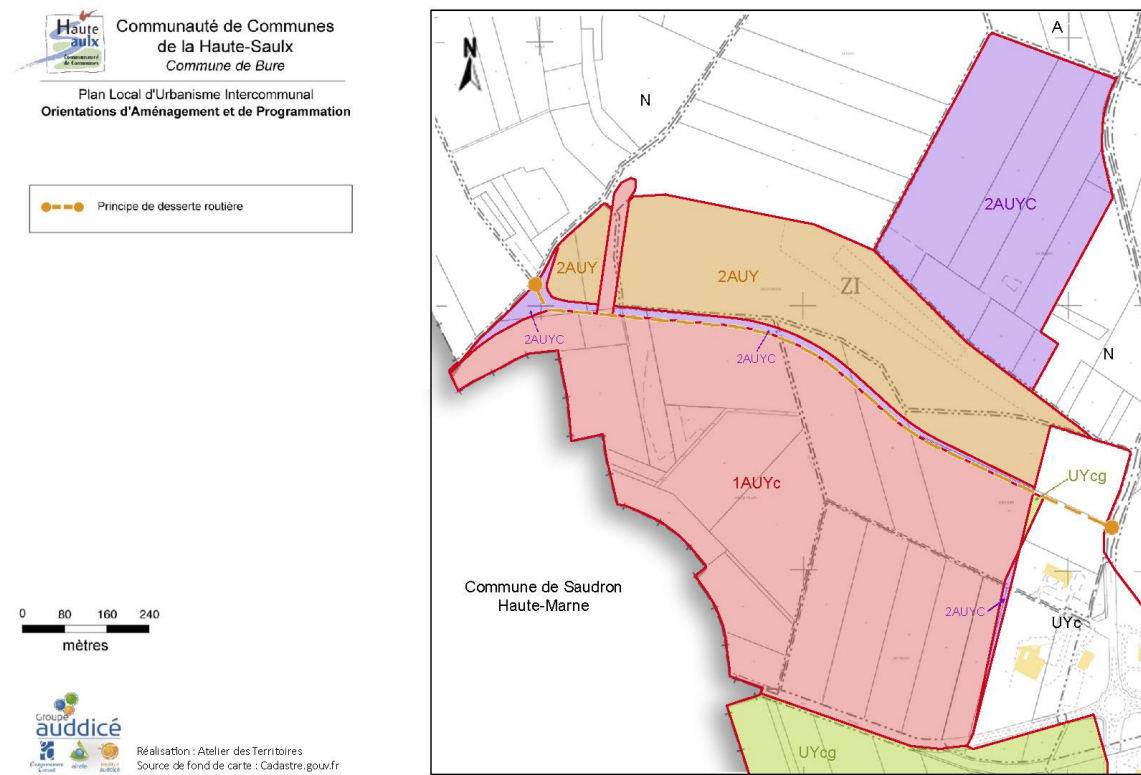 Haute
Saulx
Communauté
de Communes
Communauté de Communes
de la Haute-Saulx
Commune de Bure
Plan Local d'Urbanisme Intercommunal
Orientations d'Aménagement et de Programmation
Principe de desserte routière
0 80 160 240
mètres
Groupe
auddicé
Réalisation : Atelier des Territoires
Source de fond de carte : Cadastre.gouv.fr
N
A
N
2AUYC
2AUY
2AUY
ZI
2AUYC
2AUYC
N
UYcg
1AUYc
Commune de Saudron
Haute-Marne
2AUYC
UYc
UYcg